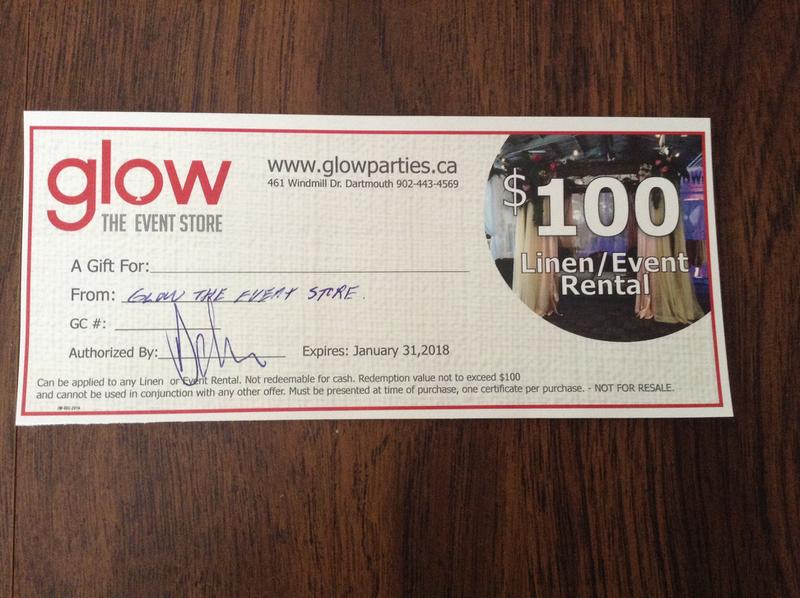 glow
THE EVENT STORE
www.glowparties.ca
461 Windmill Dr. Dartmouth 902-443-4569
$100
Linen/Event
Rental
A Gift For:
From: GLOW THE EVENT STORE.
GC #:
Authorized By:
Expires: January 31,2018
Can be applied to any Linen or Event Rental. Not redeemable for cash. Redemption value not to exceed $100
and cannot be used in conjunction with any other offer. Must be presented at time of purchase, one certificate per purchase. - NOT FOR RESALE.